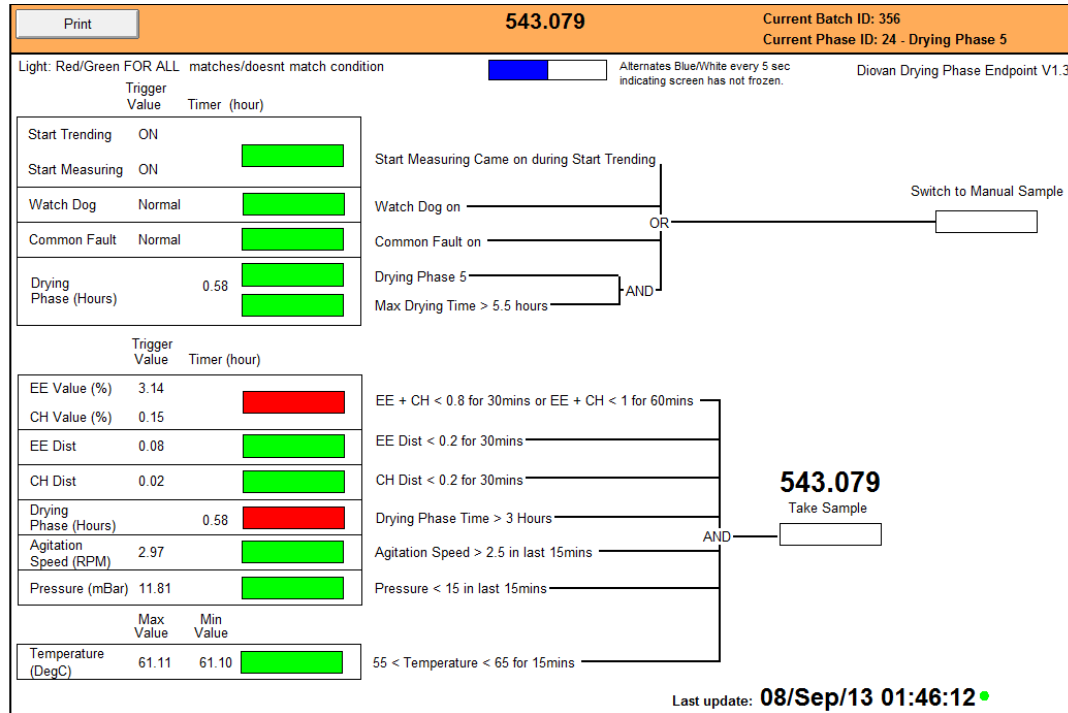 Print
543.079
Current Batch ID: 356
Current Phase ID: 24 - Drying Phase 5
Light: Red/Green FOR ALL matches/doesnt match condition
Alternates Blue/White every 5 sec
indicating screen has not frozen.
Diovan Drying Phase Endpoint V1.3
Trigger
Value Timer (hour)
Start Trending ON
Start Measuring ON
Start Measuring Came on during Start Trending
Watch Dog Normal
Watch Dog on
Common Fault Normal
Common Fault on
Drying
Phase (Hours) 0.58
Drying Phase 5
Max Drying Time > 5.5 hours
AND
OR
Switch to Manual Sample
Trigger
Value Timer (hour)
EE Value (%) 3.14
CH Value (%) 0.15
EE + CH < 0.8 for 30mins or EE + CH < 1 for 60mins
EE Dist 0.08
EE Dist < 0.2 for 30mins
CH Dist 0.02
CH Dist < 0.2 for 30mins
Drying
Phase (Hours) 0.58
Drying Phase Time > 3 Hours
Agitation
Speed (RPM) 2.97
Agitation Speed > 2.5 in last 15mins
Pressure (mBar) 11.81
Pressure < 15 in last 15mins
Max
Value
Min
Value
Temperature
(DegC) 61.11 61.10
55 < Temperature < 65 for 15mins
AND
543.079
Take Sample
Last update: 08/Sep/13 01:46:12